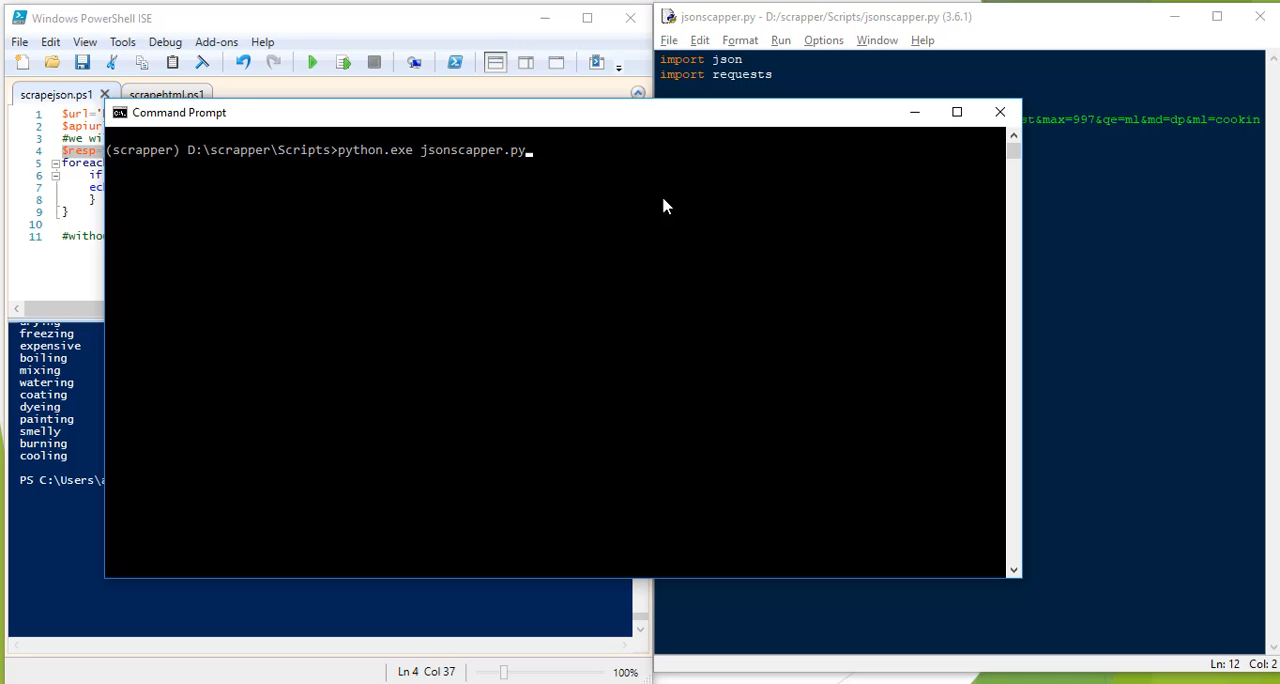 Windows PowerShell ISE
File Edit View Tools Debug Add-ons Help
scrapejson.ps1 scrapehtml.ps1
1 $url='
2 $apiur
3 #we wi
4 $resp
5 foreac
6 if
7 ec
8 }
9 }
10
11 #witho
freezing
expensive
boiling
mixing
watering
coating
dyeing
painting
smelly
burning
cooling
PS C:\Users\
Ln 4 Col 37 100%
Command Prompt
(scrapper) D:\scrapper\Scripts>python.exe jsonscapper.py
jsonscapper.py - D:/scrapper/Scripts/jsonscapper.py (3.6.1)
File Edit Format Run Options Window Help
import json
import requests
st&max=997&qe=ml&md=dp&ml=cookin
Ln: 12 Col: 2